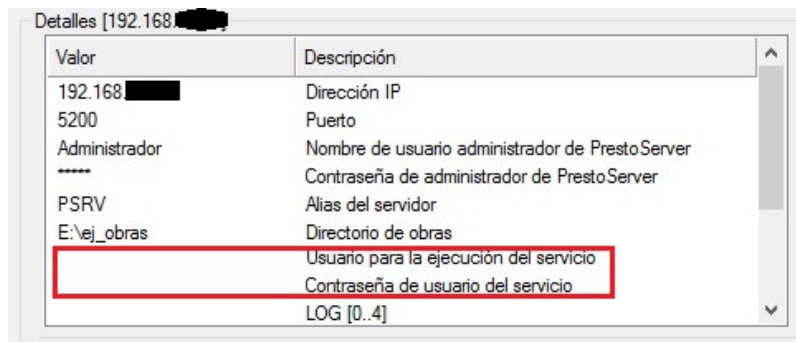 Detalles [192.168.
Valor Descripción
192.168. Dirección IP
5200 Puerto
Administrador Nombre de usuario administrador de PrestoServer
***** Contraseña de administrador de PrestoServer
PSRV Alias del servidor
E:\ej_obras Directorio de obras
Usuario para la ejecución del servicio
Contraseña de usuario del servicio
LOG [0..4]